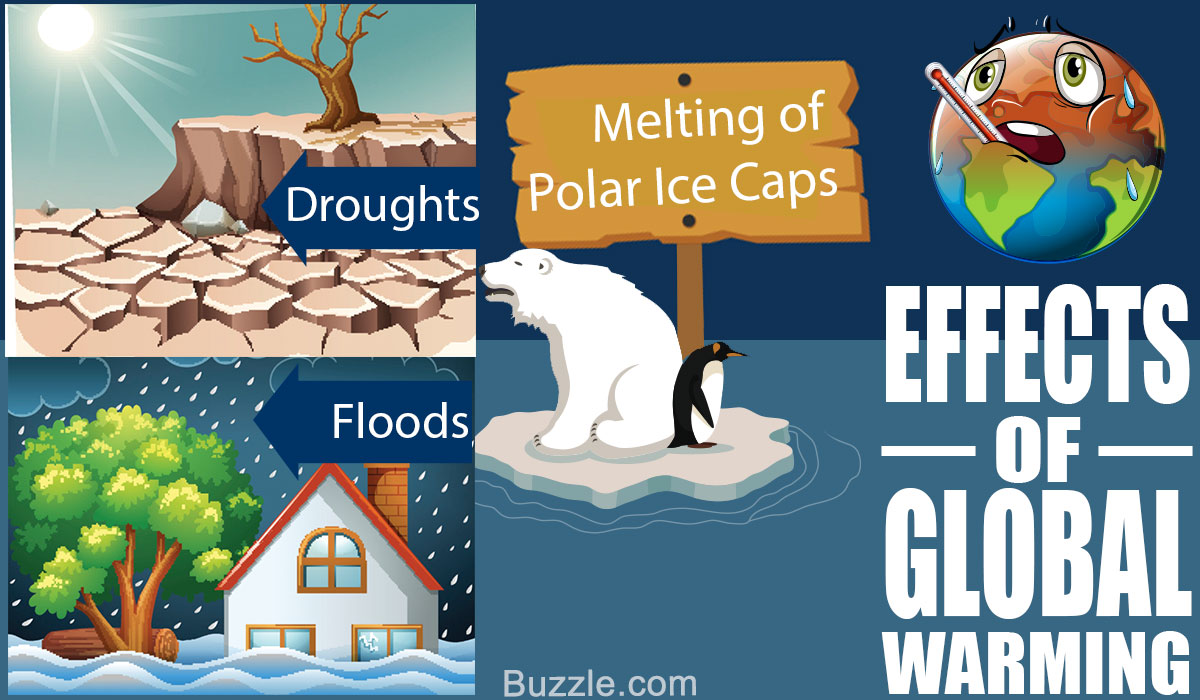 Droughts
Floods
Melting of
Polar Ice Caps
EFFECTS
OF
GLOBAL
WARMING
Buzzle.com